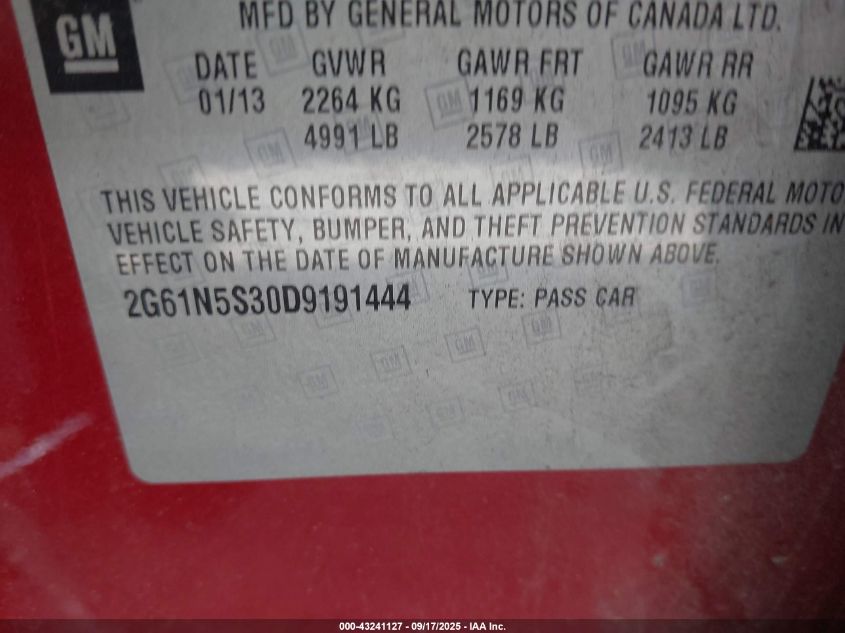 GM
MFD BY GENERAL MOTORS OF CANADA LTD.
DATE GVWR GAWR FRT GAWR RR
01/13 2264 KG 1169 KG 1095 KG
4991 LB 2578 LB 2413 LB
THIS VEHICLE CONFORMS TO ALL APPLICABLE U.S. FEDERAL MOTO
VEHICLE SAFETY, BUMPER, AND THEFT PREVENTION STANDARDS IN
EFFECT ON THE DATE OF MANUFACTURE SHOWN ABOVE.
2G61N5S30D9191444 TYPE: PASS CAR
000-43241127 - 09/17/2025 - IAA Inc.